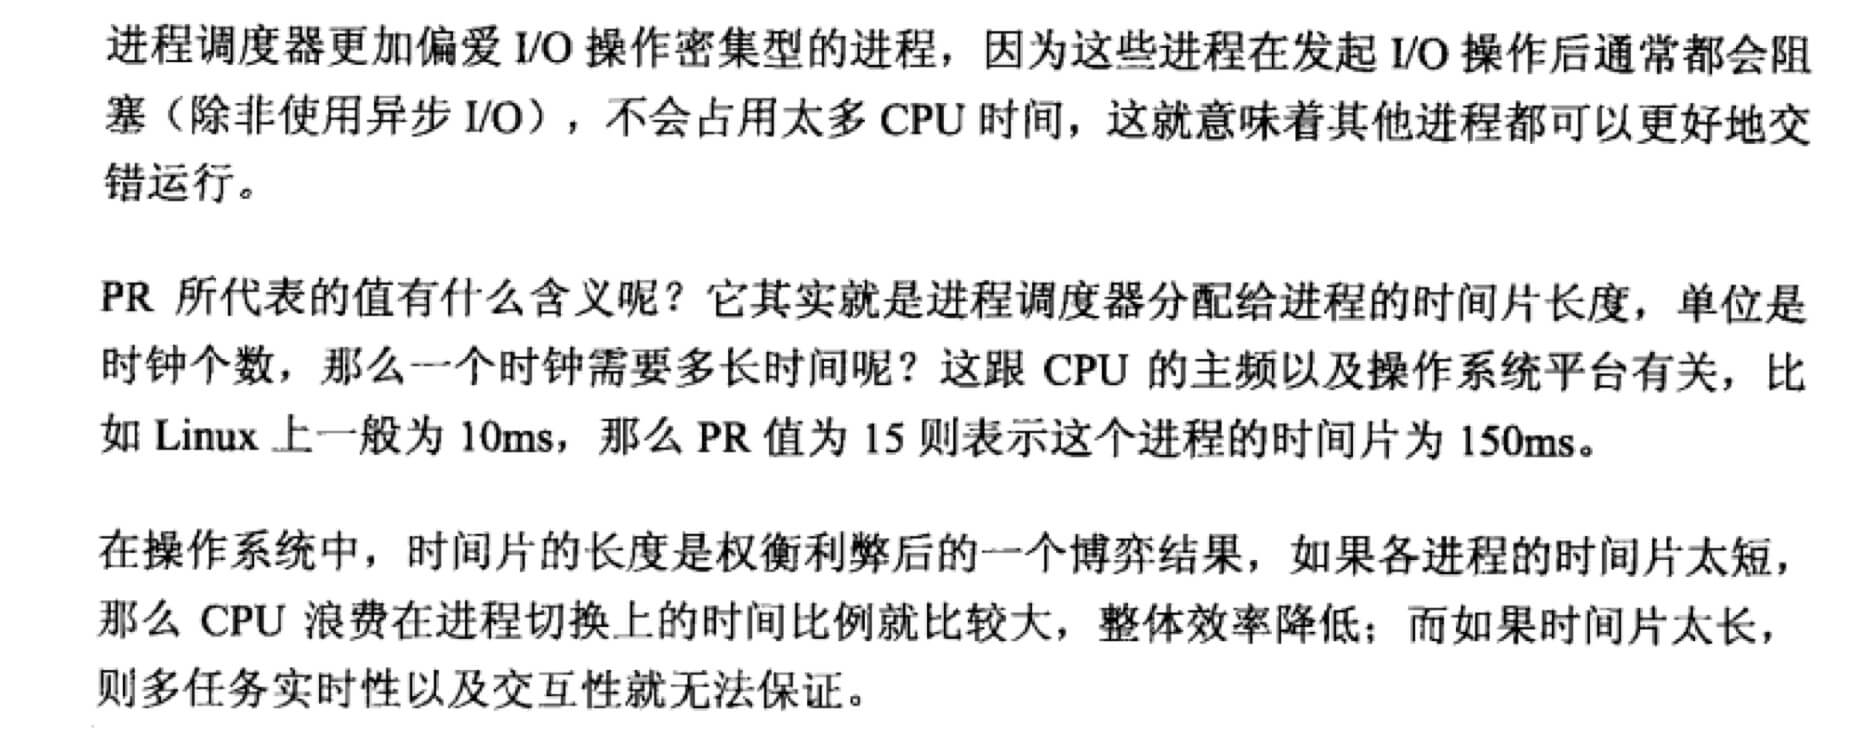 进程调度器更加偏爱 I/O 操作密集型的进程，因为这些进程在发起 I/O 操作后通常都会阻
塞（除非使用异步 I/O），不会占用太多 CPU 时间，这就意味着其他进程都可以更好地交
错运行。
PR 所代表的值有什么含义呢？它其实就是进程调度器分配给进程的时间片长度，单位是
时钟个数，那么一个时钟需要多长时间呢？这跟 CPU 的主频以及操作系统平台有关，比
如 Linux 上一般为 10ms，那么 PR 值为 15 则表示这个进程的时间片为 150ms。
在操作系统中，时间片的长度是权衡利弊后的一个博弈结果，如果各进程的时间片太短，
那么 CPU 浪费在进程切换上的时间比例就比较大，整体效率降低；而如果时间片太长，
则多任务实时性以及交互性就无法保证。